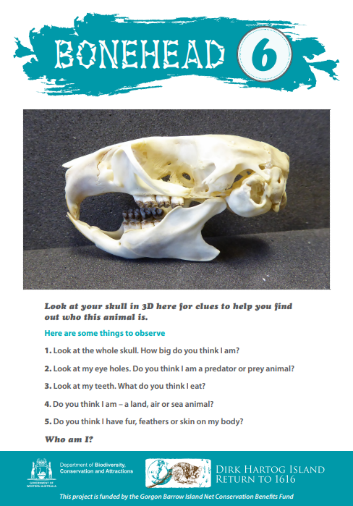 BONEHEAD 6
Look at your skull in 3D here for clues to help you find
out who this animal is.
Here are some things to observe
1. Look at the whole skull. How big do you think I am?
2. Look at my eye holes. Do you think I am a predator or prey animal?
3. Look at my teeth. What do you think I eat?
4. Do you think I am – a land, air or sea animal?
5. Do you think I have fur, feathers or skin on my body?
Who am I?
Department of Biodiversity,
Conservation and Attractions
GOVERNMENT OF
WESTERN AUSTRALIA
Dirk Hartog Island
Return to 1616
This project is funded by the Gorgon Barrow Island Net Conservation Benefits Fund